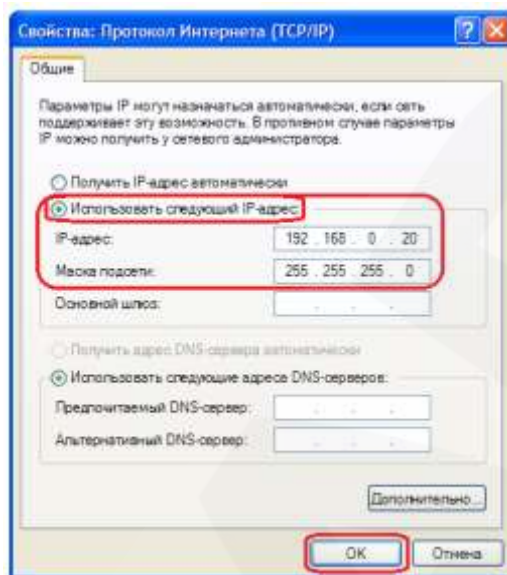 Свойства: Протокол Интернета (TCP/IP)
Общие
Параметры IP могут назначаться автоматически, если сеть
поддерживает эту возможность. В противном случае параметры
IP можно получить у сетевого администратора.
Получить IP-адрес автоматически
Использовать следующий IP-адрес:
IP-адрес:
192 . 168 . 0 . 20
Маска подсети:
255 . 255 . 255 . 0
Основной шлюз:
Получить адрес DNS-сервера автоматически
Использовать следующие адреса DNS-серверов:
Предпочитаемый DNS-сервер:
Альтернативный DNS-сервер:
Дополнительно...
OK
Отмена